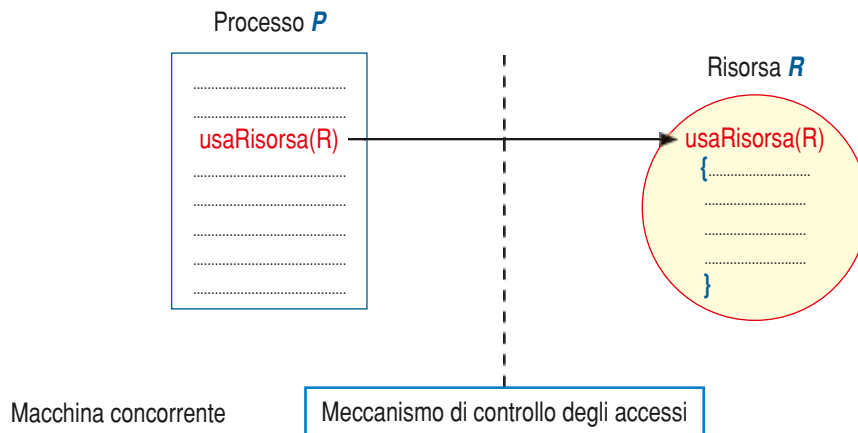 Processo P
Risorsa R
usaRisorsa(R)
usaRisorsa(R)
{
}
Macchina concorrente
Meccanismo di controllo degli accessi